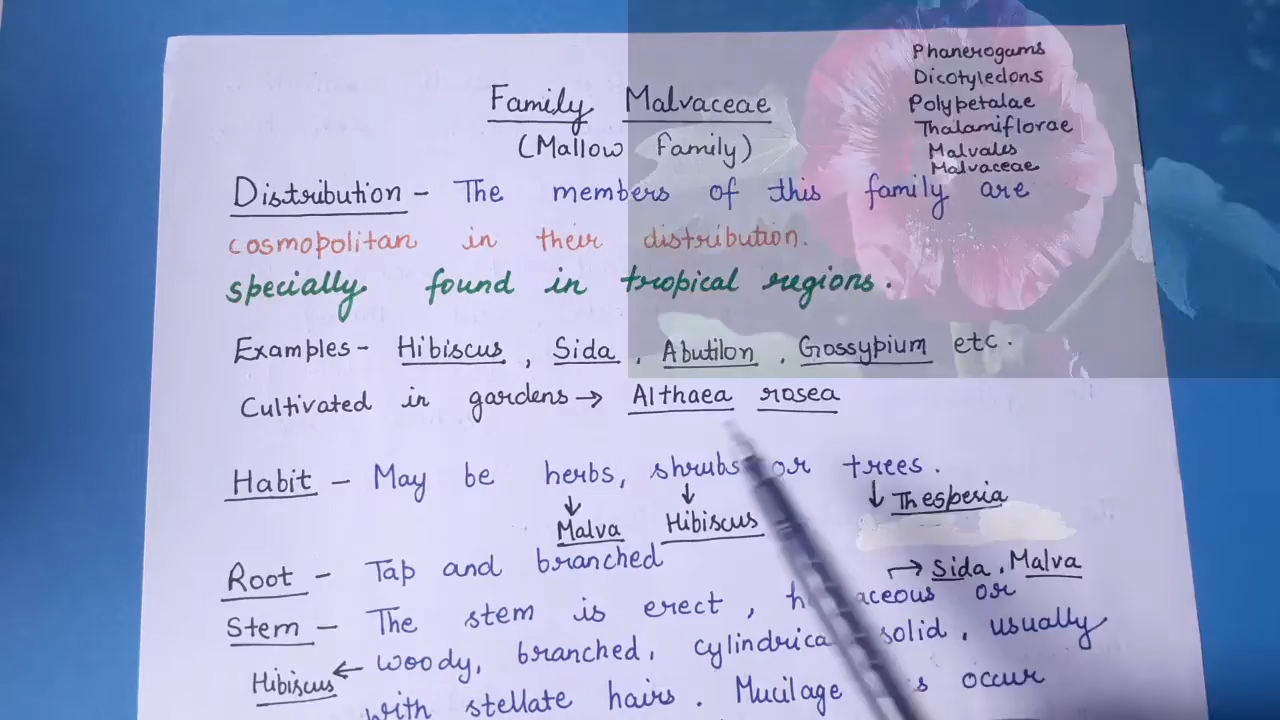 Phanerogams
Dicotyledons
Polypetalae
Thalamiflorae
Malvales
Malvaceae
Family Malvaceae
(Mallow Family)
Distribution - The members of this family are
cosmopolitan in their distribution.
specially found in tropical regions.
Examples- Hibiscus, Sida, Abutilon, Gossypium etc.
Cultivated in gardens → Althaea rosea
Habit - May be herbs, shrubs or trees.
↓ Malva ↓ Hibiscus ↓ Thespesia
Root - Tap and branched
→ Sida, Malva
Stem - The stem is erect, or
Hibiscus ← woody, branched, solid, usually
with stellate hairs. Mucilage occur